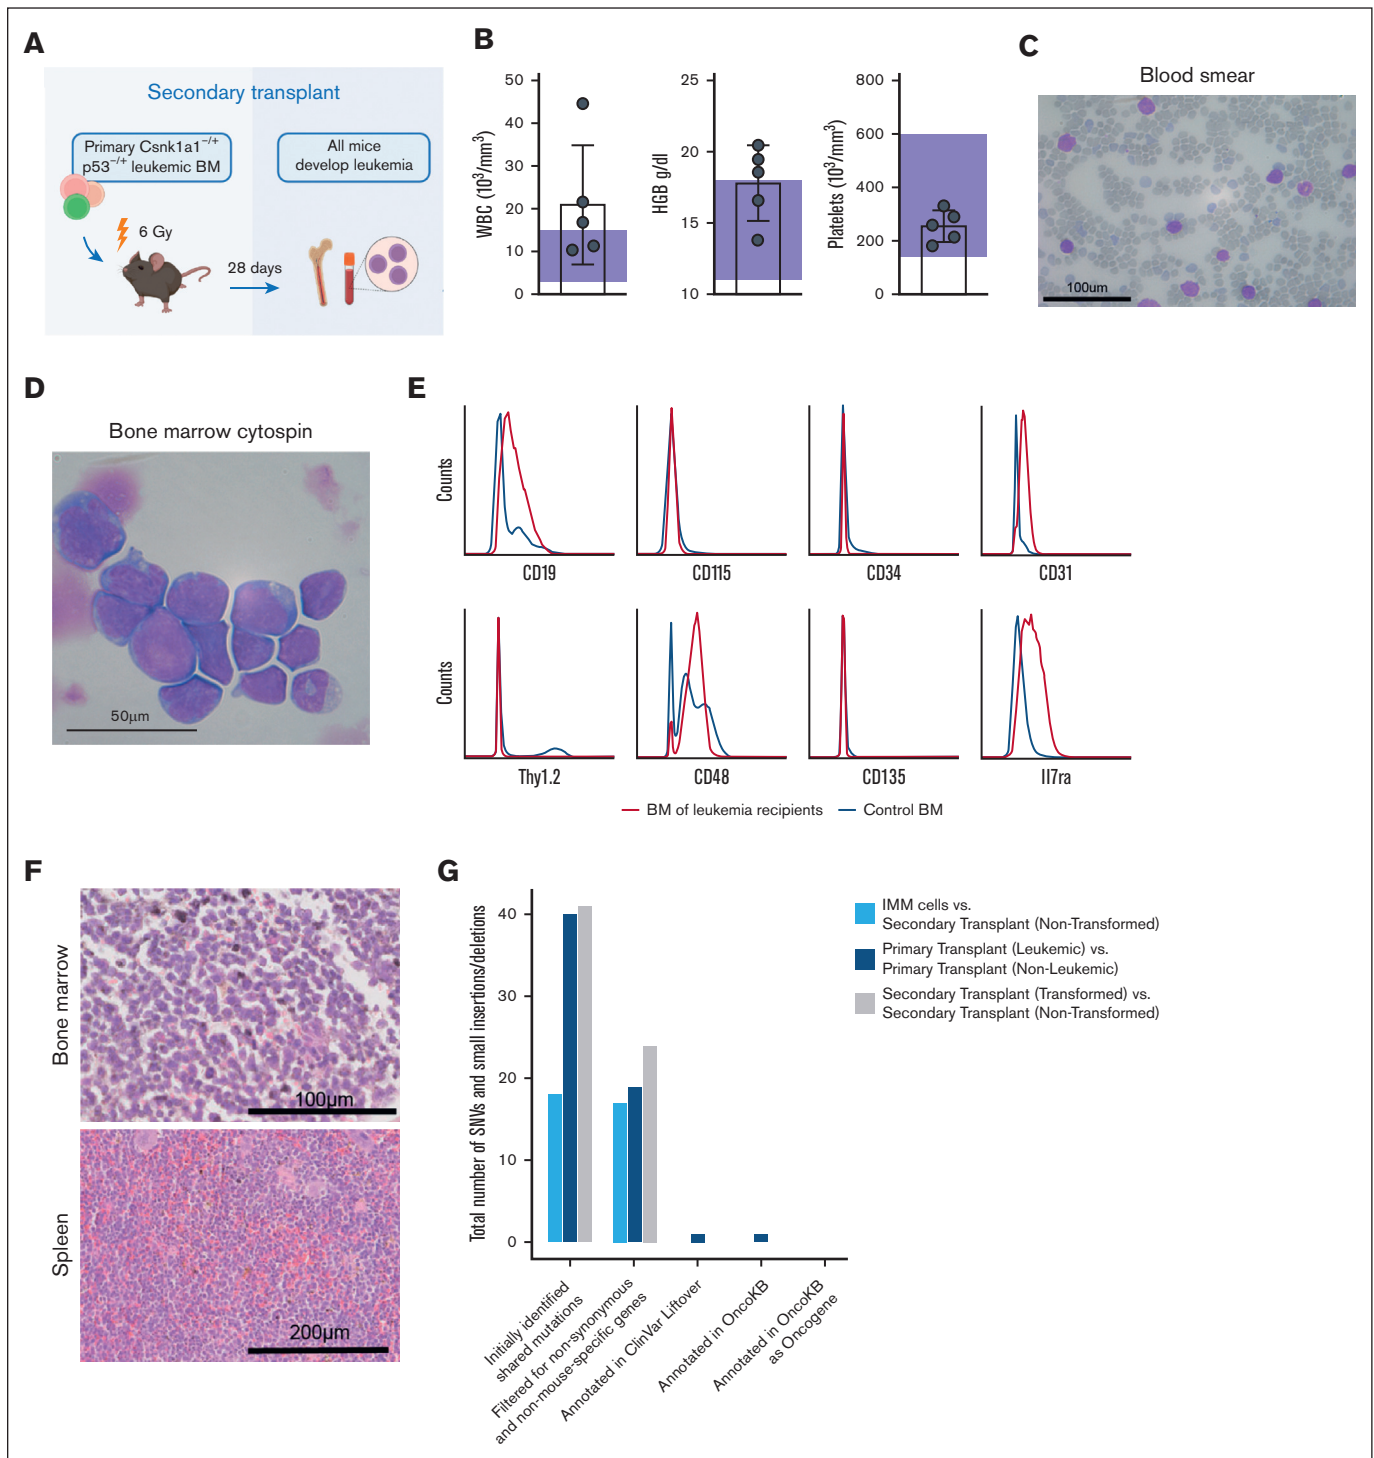 A
Secondary transplant
Primary Csnk1a1−/+
p53−/+ leukemic BM
All mice
develop leukemia
6 Gy
28 days
B
WBC (10³/mm³)
50
40
30
20
10
0
HGB g/dl
25
20
15
10
Platelets (10³/mm³)
800
600
400
200
0
C
Blood smear
100um
D
Bone marrow cytospin
50μm
E
Counts
CD19
CD115
CD34
CD31
Counts
Thy1.2
CD48
CD135
Il7ra
BM of leukemia recipients
Control BM
F
Bone marrow
100μm
Spleen
200μm
G
Total number of SNVs and small insertions/deletions
40
30
20
10
0
Initially identified
shared mutations
Filtered for non-synonymous
and non-mouse-specific genes
Annotated in ClinVar Liftover
Annotated in OncoKB
Annotated in OncoKB
as Oncogene
IMM cells vs.
Secondary Transplant (Non-Transformed)
Primary Transplant (Leukemic) vs.
Primary Transplant (Non-Leukemic)
Secondary Transplant (Transformed) vs.
Secondary Transplant (Non-Transformed)